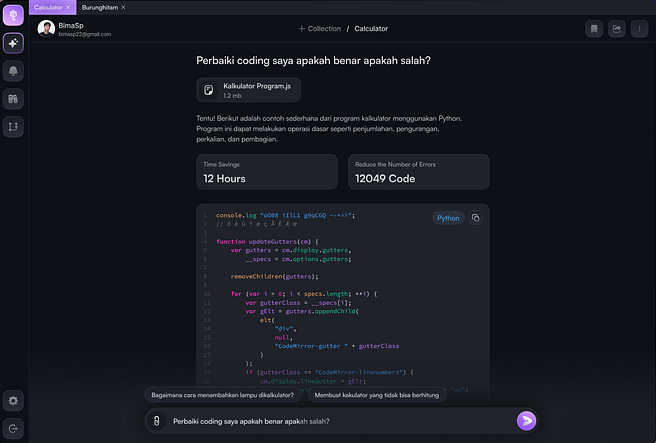 Calculator ×
Burunghitam ×
BimaSp
bimasp22@gmail.com
+ Collection / Calculator
Perbaiki coding saya apakah benar apakah salah?
Kalkulator Program.js
1.2 mb
Tentu! Berikut adalah contoh sederhana dari program kalkulator menggunakan Python.
Program ini dapat melakukan operasi dasar seperti penjumlahan, pengurangan,
perkalian, dan pembagian.
Time Savings
12 Hours
Reduce the Number of Errors
12049 Code
Python
1 console.log "oO08 iIlL1 g9qCGQ ~-+=>";
2 //
3
4 function updateGutters(cm) {
5 var gutters = cm.display.gutters,
6 __specs = cm.options.gutters;
7
8 removeChildren(gutters);
9
10 for (var i = 0; i < specs.length; ++i) {
11 var gutterClass = __specs[i];
12 var gElt = gutters.appendChild(
13 elt(
14 "div",
15 null,
16 "CodeMirror-gutter " + gutterClass
17 )
18 );
19 if (gutterClass == "CodeMirror-linenumbers") {
cm.display.lineGutter = gElt;
Bagaimana cara menambahkan lampu dikalkulator?
Membuat kakulator yang tidak bisa berhitung
Perbaiki coding saya apakah benar apakah salah?